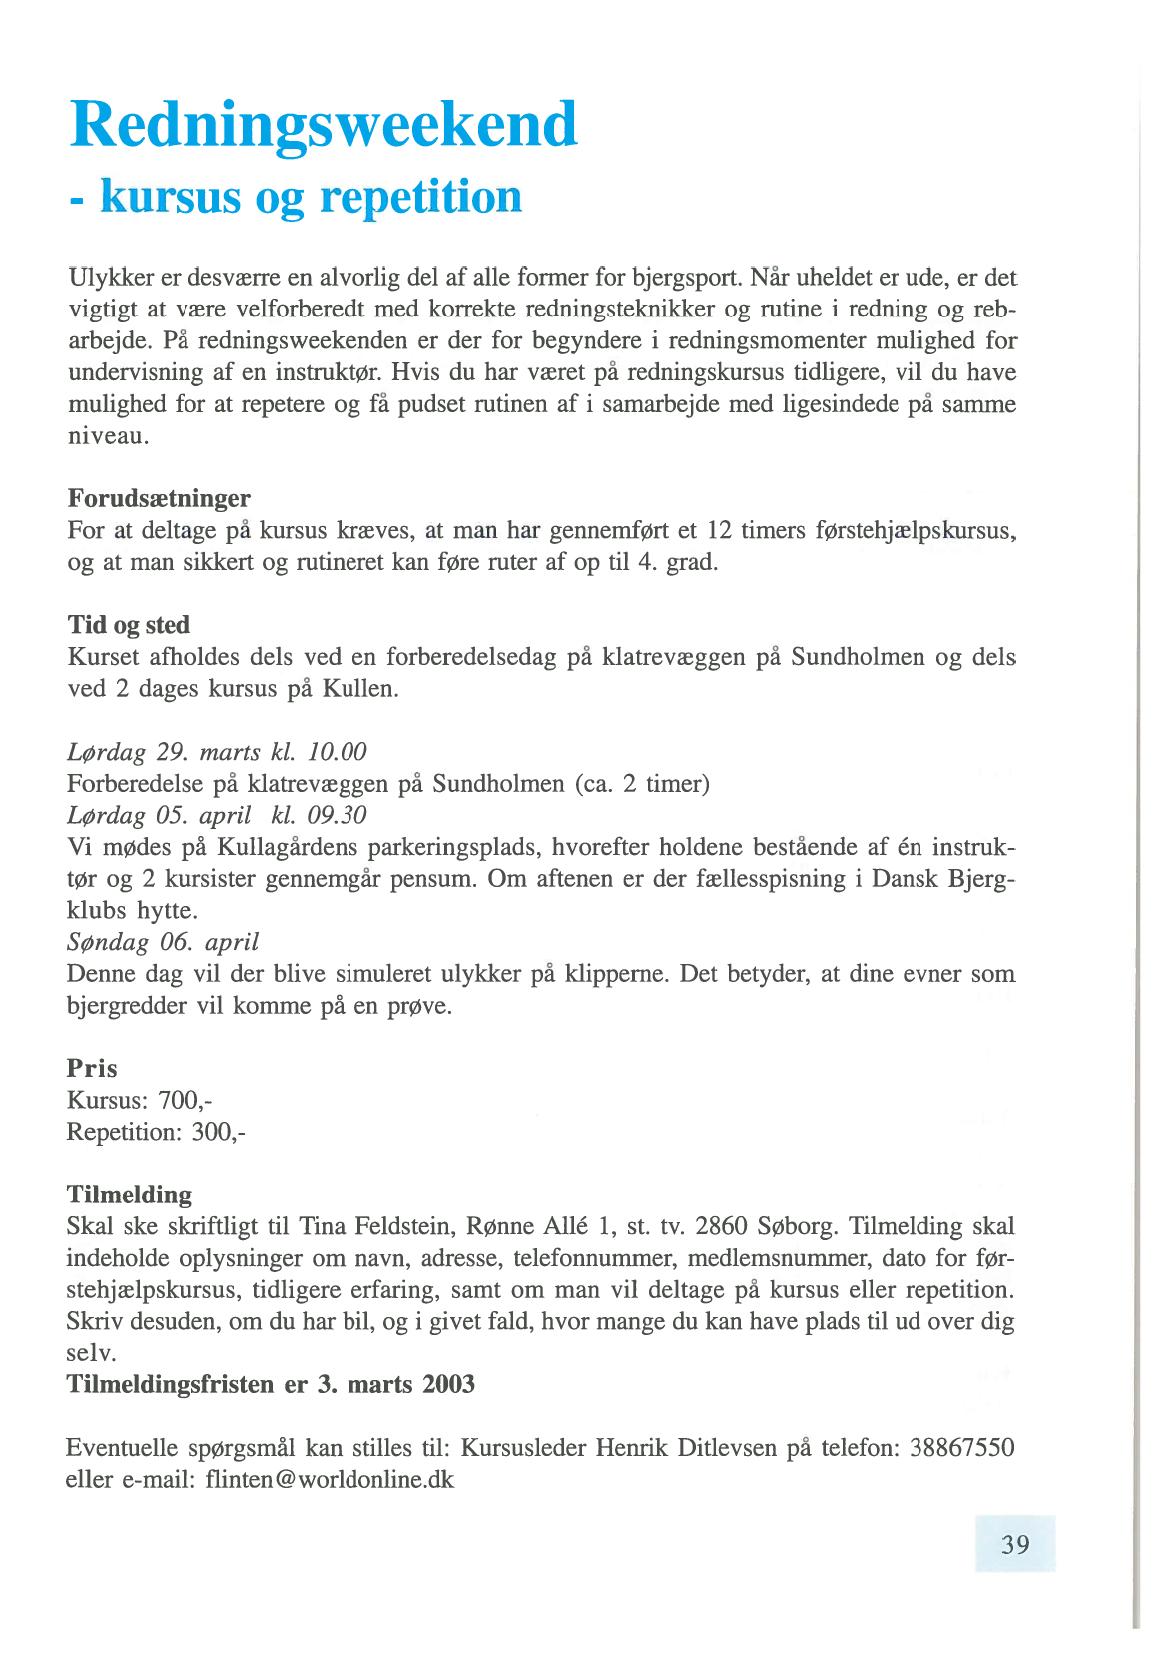 Redningsweekend
- kursus og repetition
Ulykker er desværre en alvorlig del af alle former for bjergsport. Når uheldet er ude, er det
vigtigt at være velforberedt med korrekte redningsteknikker og rutine i redning og reb-
arbejde. På redningsweekenden er der for begyndere i redningsmomenter mulighed for
undervisning af en instruktør. Hvis du har været på redningskursus tidligere, vil du have
mulighed for at repetere og få pudset rutinen af i samarbejde med ligesindede på samme
niveau.
Forudsætninger
For at deltage på kursus kræves, at man har gennemført et 12 timers førstehjælpskursus,
og at man sikkert og rutineret kan føre ruter af op til 4. grad.
Tid og sted
Kurset afholdes dels ved en forberedelsedag på klatrevæggen på Sundholmen og dels
ved 2 dages kursus på Kullen.
Lørdag 29. marts kl. 10.00
Forberedelse på klatrevæggen på Sundholmen (ca. 2 timer)
Lørdag 05. april kl. 09.30
Vi mødes på Kullagårdens parkeringsplads, hvorefter holdene bestående af én instruk-
tør og 2 kursister gennemgår pensum. Om aftenen er der fællesspisning i Dansk Bjerg-
klubs hytte.
Søndag 06. april
Denne dag vil der blive simuleret ulykker på klipperne. Det betyder, at dine evner som
bjergredder vil komme på en prøve.
Pris
Kursus: 700,-
Repetition: 300,-
Tilmelding
Skal ske skriftligt til Tina Feldstein, Rønne Allé 1, st. tv. 2860 Søborg. Tilmelding skal
indeholde oplysninger om navn, adresse, telefonnummer, medlemsnummer, dato for før-
stehjælpskursus, tidligere erfaring, samt om man vil deltage på kursus eller repetition.
Skriv desuden, om du har bil, og i givet fald, hvor mange du kan have plads til ud over dig
selv.
Tilmeldingsfristen er 3. marts 2003
Eventuelle spørgsmål kan stilles til: Kursusleder Henrik Ditlevsen på telefon: 38867550
eller e-mail: flinten@worldonline.dk
39